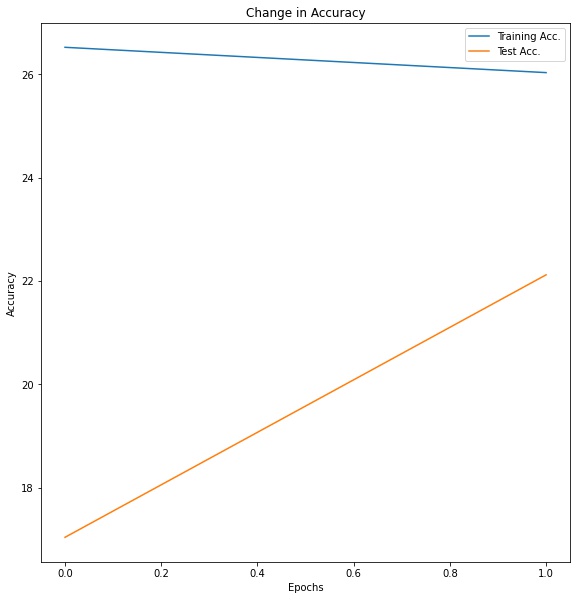 Change in Accuracy
Training Acc.
Test Acc.
26
24
22
20
18
Accuracy
0.0 0.2 0.4 0.6 0.8 1.0
Epochs